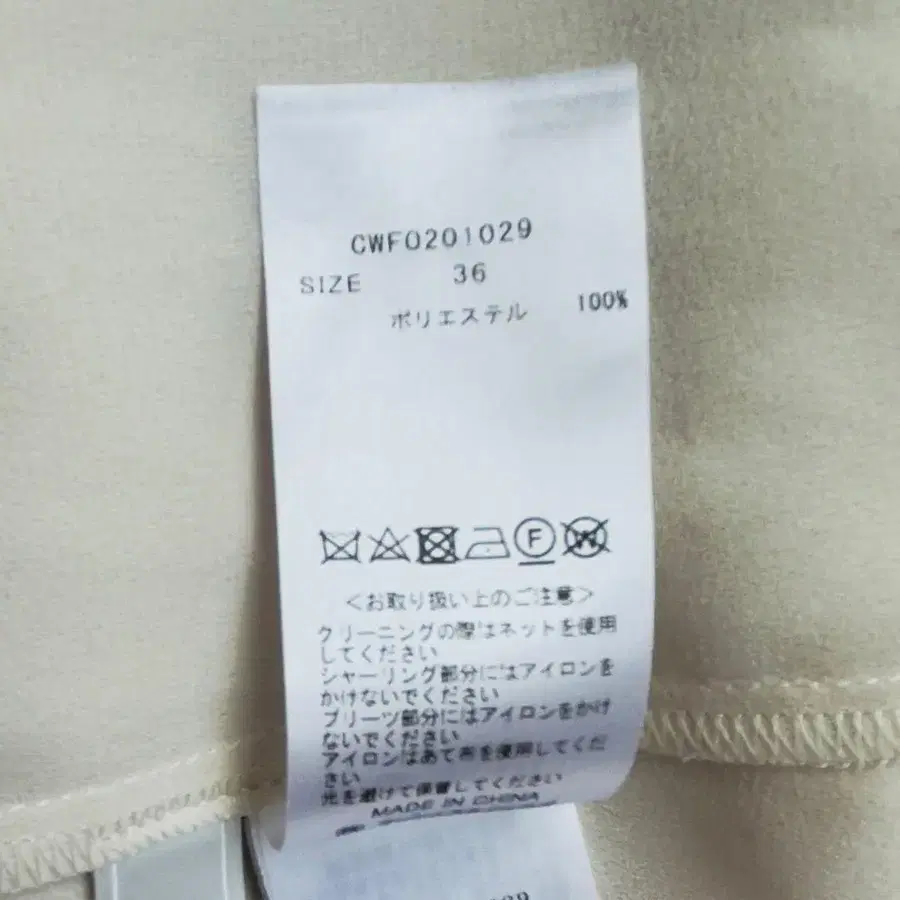 CWF0201029
SIZE 36
ポリエステル 100%
F
W
<お取り扱い上のご注意>
クリーニングの際はネットを使用
してください
シャーリング部分にはアイロンを
かけないでください
プリーツ部分にはアイロンをかけ
ないでください
アイロンはあて布を使用してくだ
さい
光を避けて保管してください
MADE IN CHINA